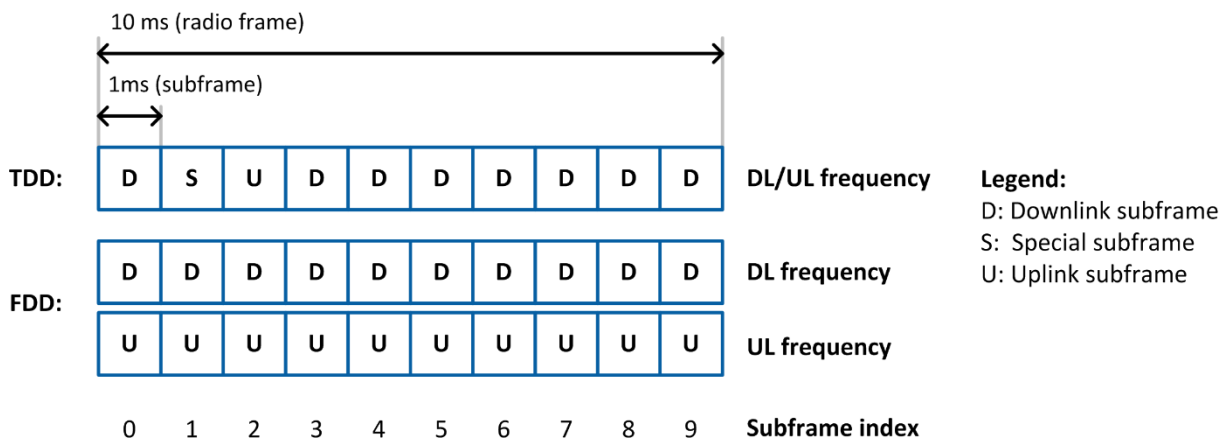 10 ms (radio frame)
1ms (subframe)
TDD: D S U D D D D D D D DL/UL frequency
Legend:
D: Downlink subframe
S: Special subframe
U: Uplink subframe
FDD:
D D D D D D D D D D DL frequency
U U U U U U U U U U UL frequency
0 1 2 3 4 5 6 7 8 9 Subframe index